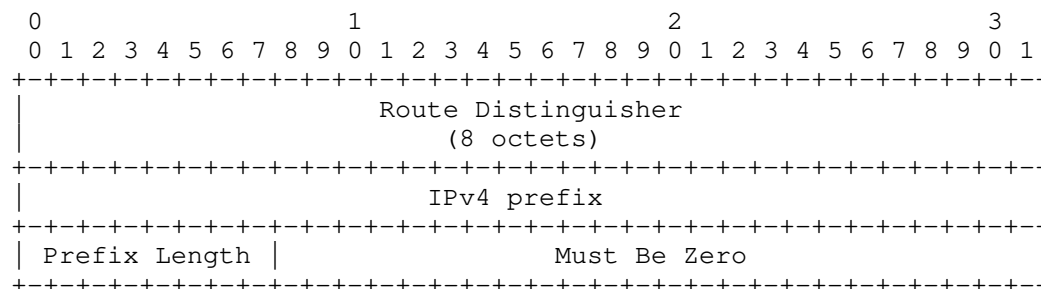 0                   1                   2                   3
 0 1 2 3 4 5 6 7 8 9 0 1 2 3 4 5 6 7 8 9 0 1 2 3 4 5 6 7 8 9 0 1
+-+-+-+-+-+-+-+-+-+-+-+-+-+-+-+-+-+-+-+-+-+-+-+-+-+-+-+-+-+-+-+-
|                      Route Distinguisher
|                          (8 octets)
+-+-+-+-+-+-+-+-+-+-+-+-+-+-+-+-+-+-+-+-+-+-+-+-+-+-+-+-+-+-+-+-
|                         IPv4 prefix
+-+-+-+-+-+-+-+-+-+-+-+-+-+-+-+-+-+-+-+-+-+-+-+-+-+-+-+-+-+-+-+-
| Prefix Length |                 Must Be Zero
+-+-+-+-+-+-+-+-+-+-+-+-+-+-+-+-+-+-+-+-+-+-+-+-+-+-+-+-+-+-+-+-